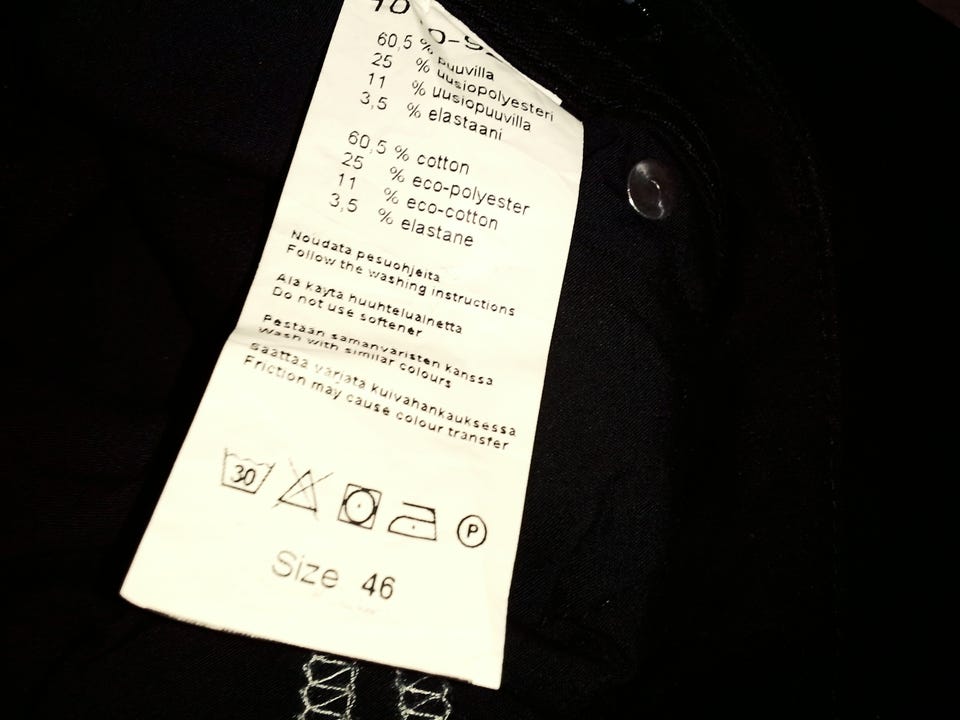 60,5 % puuvilla
25 % uusiopolyesteri
11 % uusiopuuvilla
3,5 % elastaani
60,5 % cotton
25 % eco-polyester
11 % eco-cotton
3,5 % elastane
Noudata pesuohjeita
Follow the washing instructions
Älä käytä huuhteluainetta
Do not use softener
Pestään samanväristen kanssa
Wash with similar colours
Saattaa värjätä kuivahankauksessa
Friction may cause colour transfer
30 P
Size 46